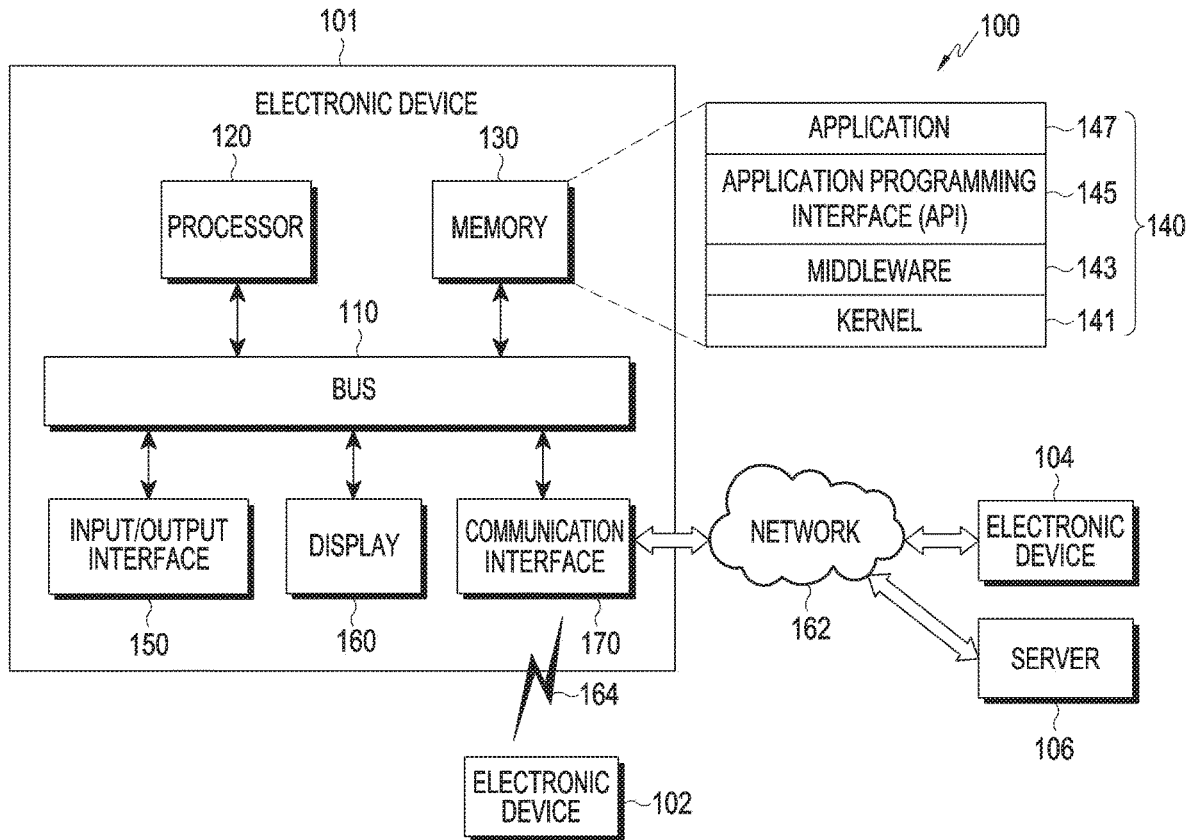 101
100
ELECTRONIC DEVICE
120
130
PROCESSOR
MEMORY
APPLICATION
147
APPLICATION PROGRAMMING
INTERFACE (API)
145
140
MIDDLEWARE
143
KERNEL
141
110
BUS
INPUT/OUTPUT
INTERFACE
150
DISPLAY
160
COMMUNICATION
INTERFACE
170
NETWORK
162
104
ELECTRONIC
DEVICE
SERVER
106
164
ELECTRONIC
DEVICE
102